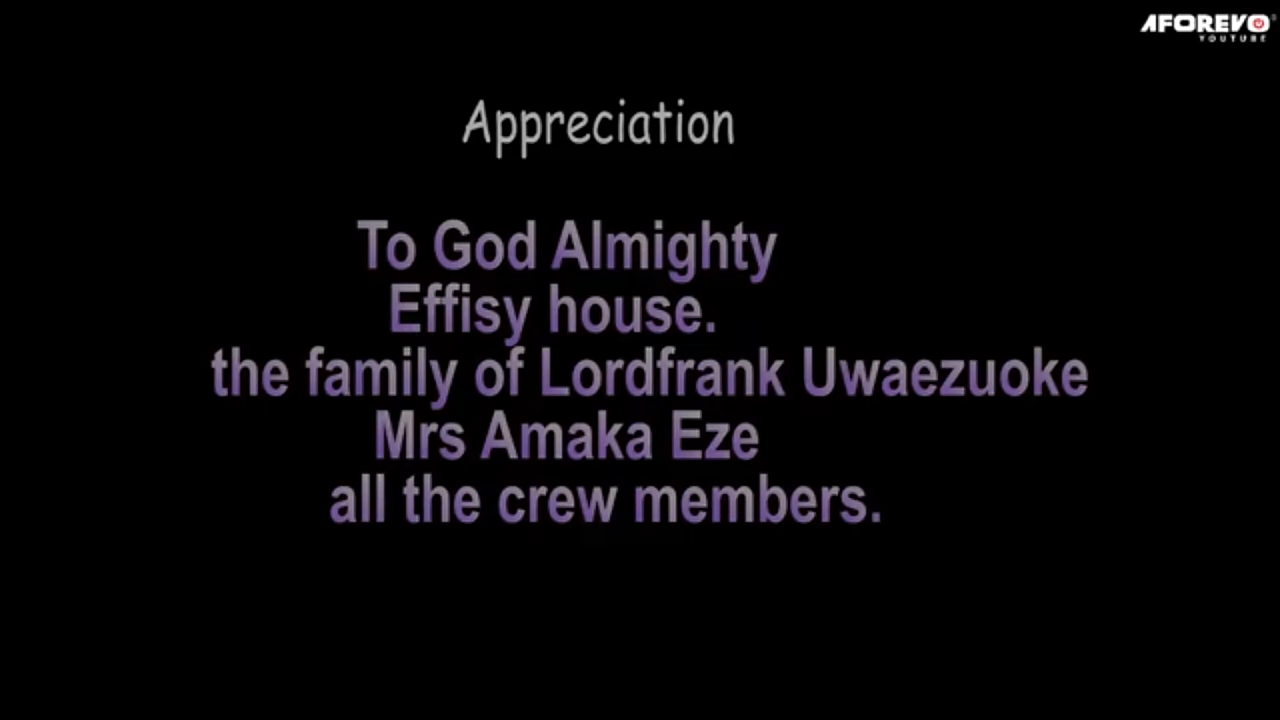 AFOREVO
YOUTUBE
Appreciation
To God Almighty
Effisy house.
the family of Lordfrank Uwaezuoke
Mrs Amaka Eze
all the crew members.